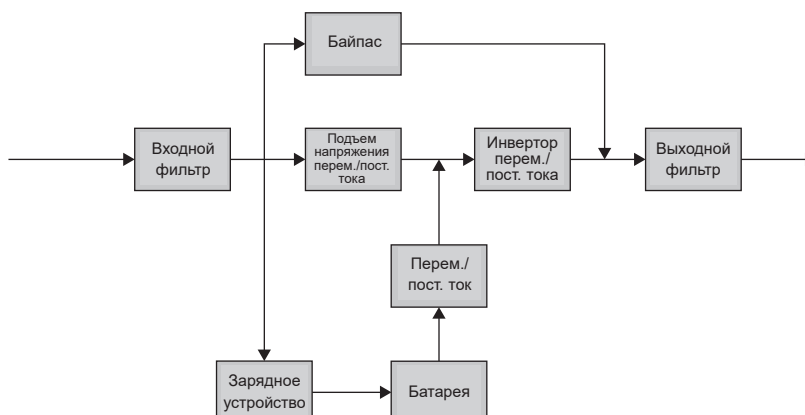 Байпас
Входной
фильтр
Подъем
напряжения
перем./пост.
тока
Инвертор
перем./
пост. тока
Выходной
фильтр
Перем./
пост. ток
Зарядное
устройство
Батарея